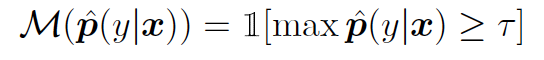 ℳ(𝒑̂(y|𝒙)) = 𝟙[max 𝒑̂(y|𝒙) ≥ τ]